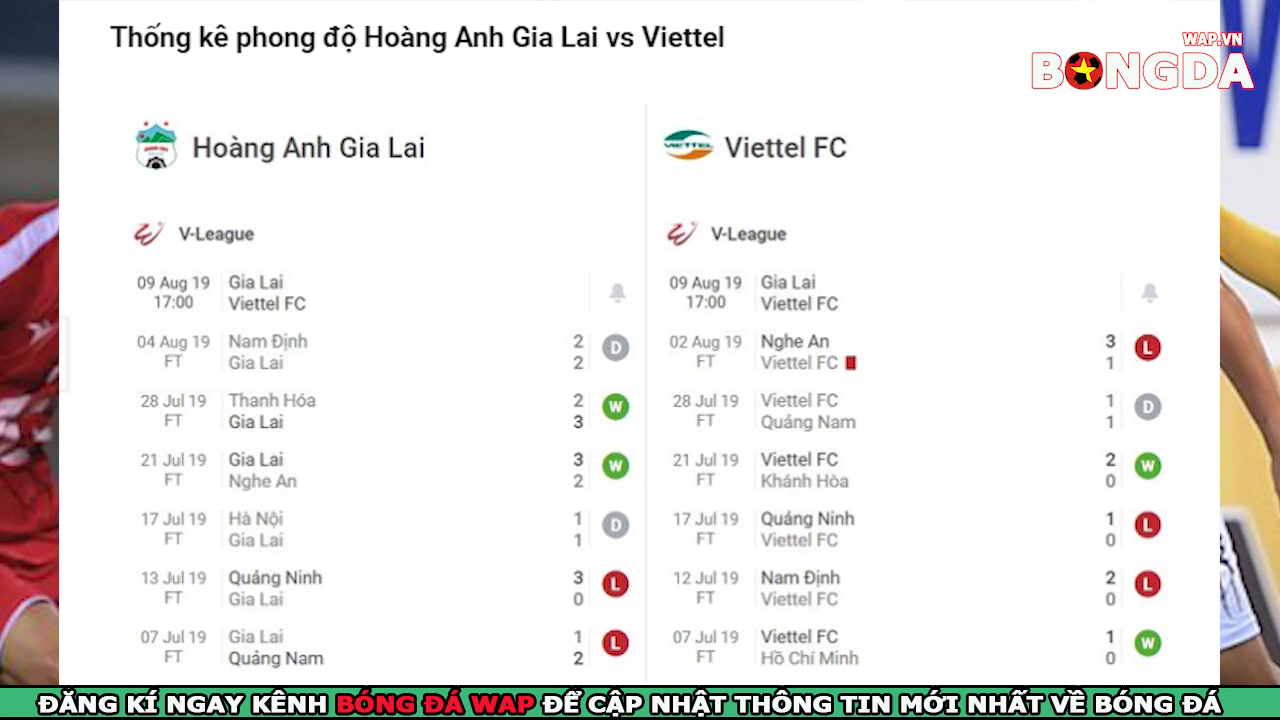 Thống kê phong độ Hoàng Anh Gia Lai vs Viettel
WAP.VN
BONGDA
Hoàng Anh Gia Lai
V-League
09 Aug 19 Gia Lai
17:00 Viettel FC
04 Aug 19 Nam Định 2
FT Gia Lai 2
D
28 Jul 19 Thanh Hóa 2
FT Gia Lai 3
W
21 Jul 19 Gia Lai 3
FT Nghe An 2
W
17 Jul 19 Hà Nội 1
FT Gia Lai 1
D
13 Jul 19 Quảng Ninh 3
FT Gia Lai 0
L
07 Jul 19 Gia Lai 1
FT Quảng Nam 2
L
VIETTEL
Viettel FC
V-League
09 Aug 19 Gia Lai
17:00 Viettel FC
02 Aug 19 Nghe An 3
FT Viettel FC 1
L
28 Jul 19 Viettel FC 1
FT Quảng Nam 1
D
21 Jul 19 Viettel FC 2
FT Khánh Hòa 0
W
17 Jul 19 Quảng Ninh 1
FT Viettel FC 0
L
12 Jul 19 Nam Định 2
FT Viettel FC 0
L
07 Jul 19 Viettel FC 1
FT Hồ Chí Minh 0
W
ĐĂNG KÍ NGAY KÊNH BÓNG ĐÁ WAP ĐỂ CẬP NHẬT THÔNG TIN MỚI NHẤT VỀ BÓNG ĐÁ